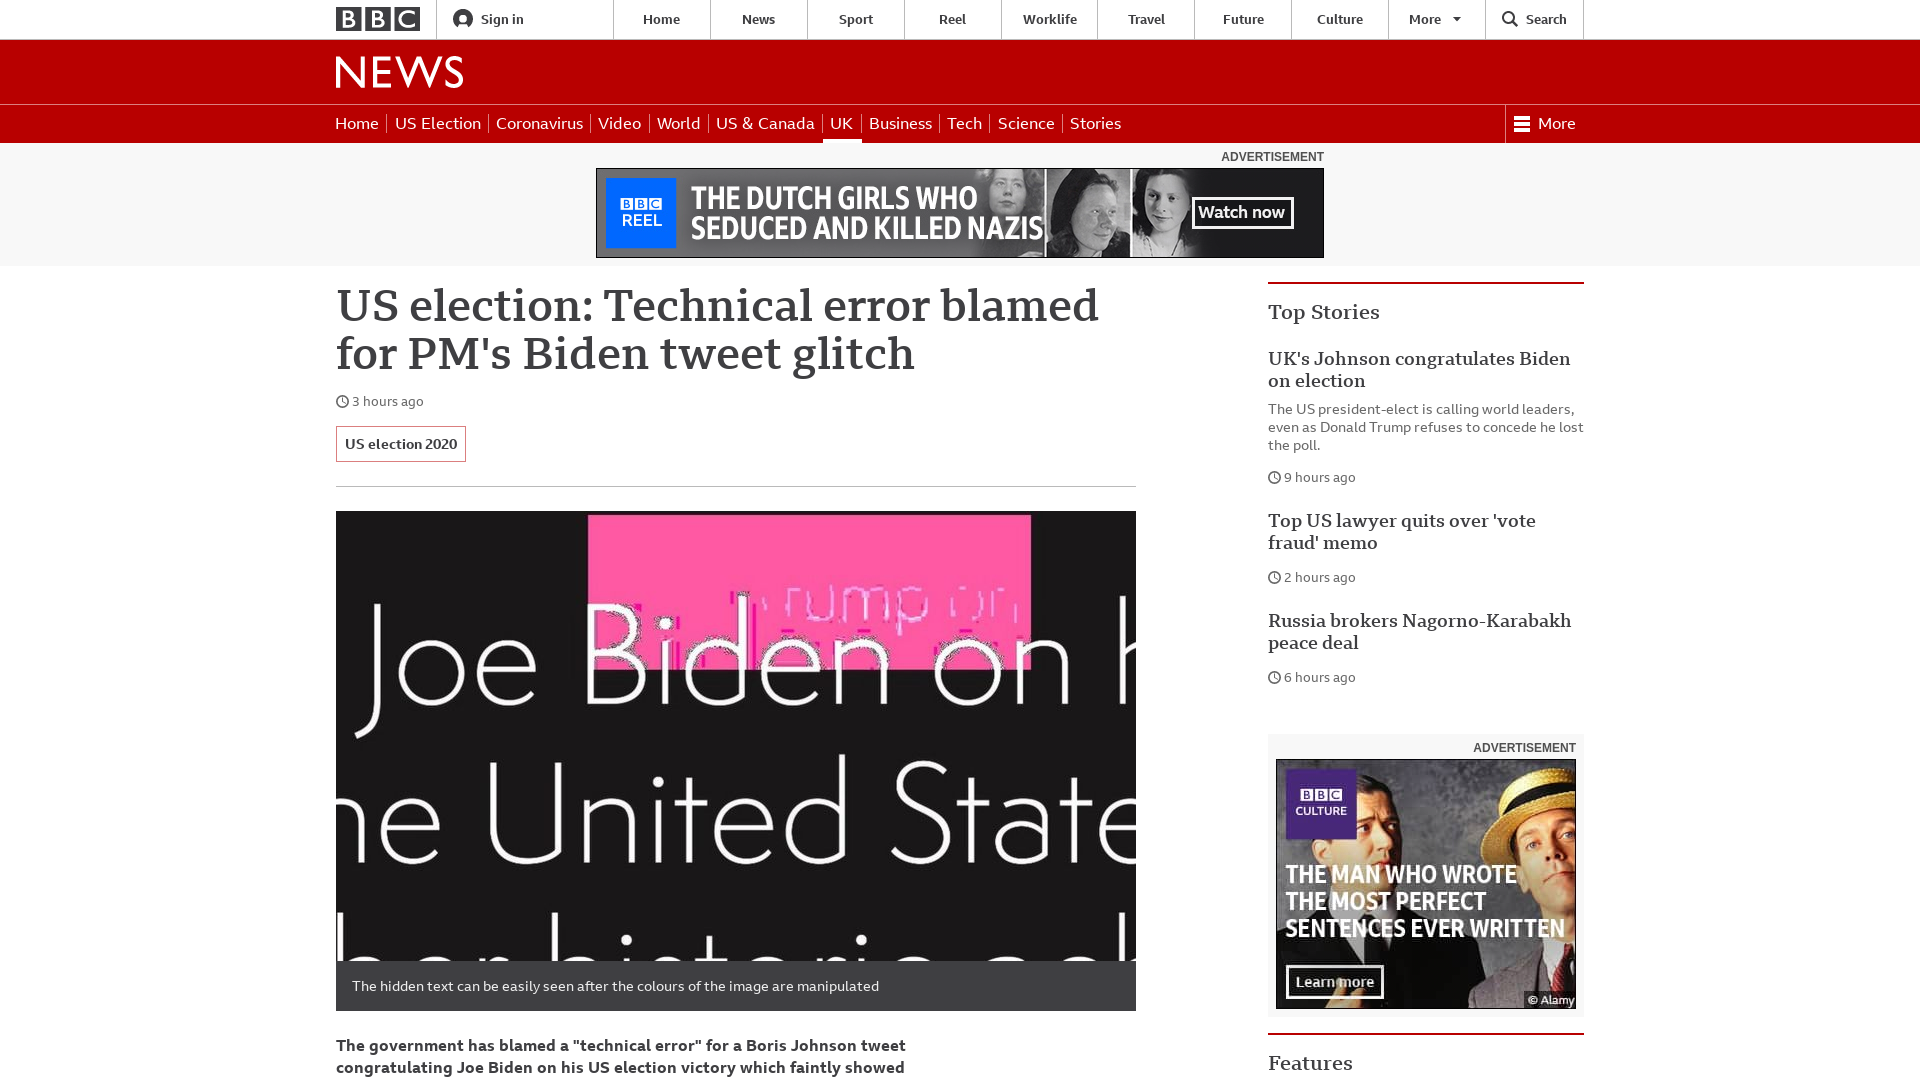 BBC
Sign in
Home
News
Sport
Reel
Worklife
Travel
Future
Culture
More
Search
NEWS
Home
US Election
Coronavirus
Video
World
US & Canada
UK
Business
Tech
Science
Stories
More
ADVERTISEMENT
BBC
REEL
THE DUTCH GIRLS WHO
SEDUCED AND KILLED NAZIS
Watch now
US election: Technical error blamed
for PM's Biden tweet glitch
3 hours ago
US election 2020
rump on
Joe Biden on h
ne United State
her historic ach
The hidden text can be easily seen after the colours of the image are manipulated
The government has blamed a "technical error" for a Boris Johnson tweet
congratulating Joe Biden on his US election victory which faintly showed
Top Stories
UK's Johnson congratulates Biden
on election
The US president-elect is calling world leaders,
even as Donald Trump refuses to concede he lost
the poll.
9 hours ago
Top US lawyer quits over 'vote
fraud' memo
2 hours ago
Russia brokers Nagorno-Karabakh
peace deal
6 hours ago
ADVERTISEMENT
BBC
CULTURE
THE MAN WHO WROTE
THE MOST PERFECT
SENTENCES EVER WRITTEN
Learn more
© Alamy
Features